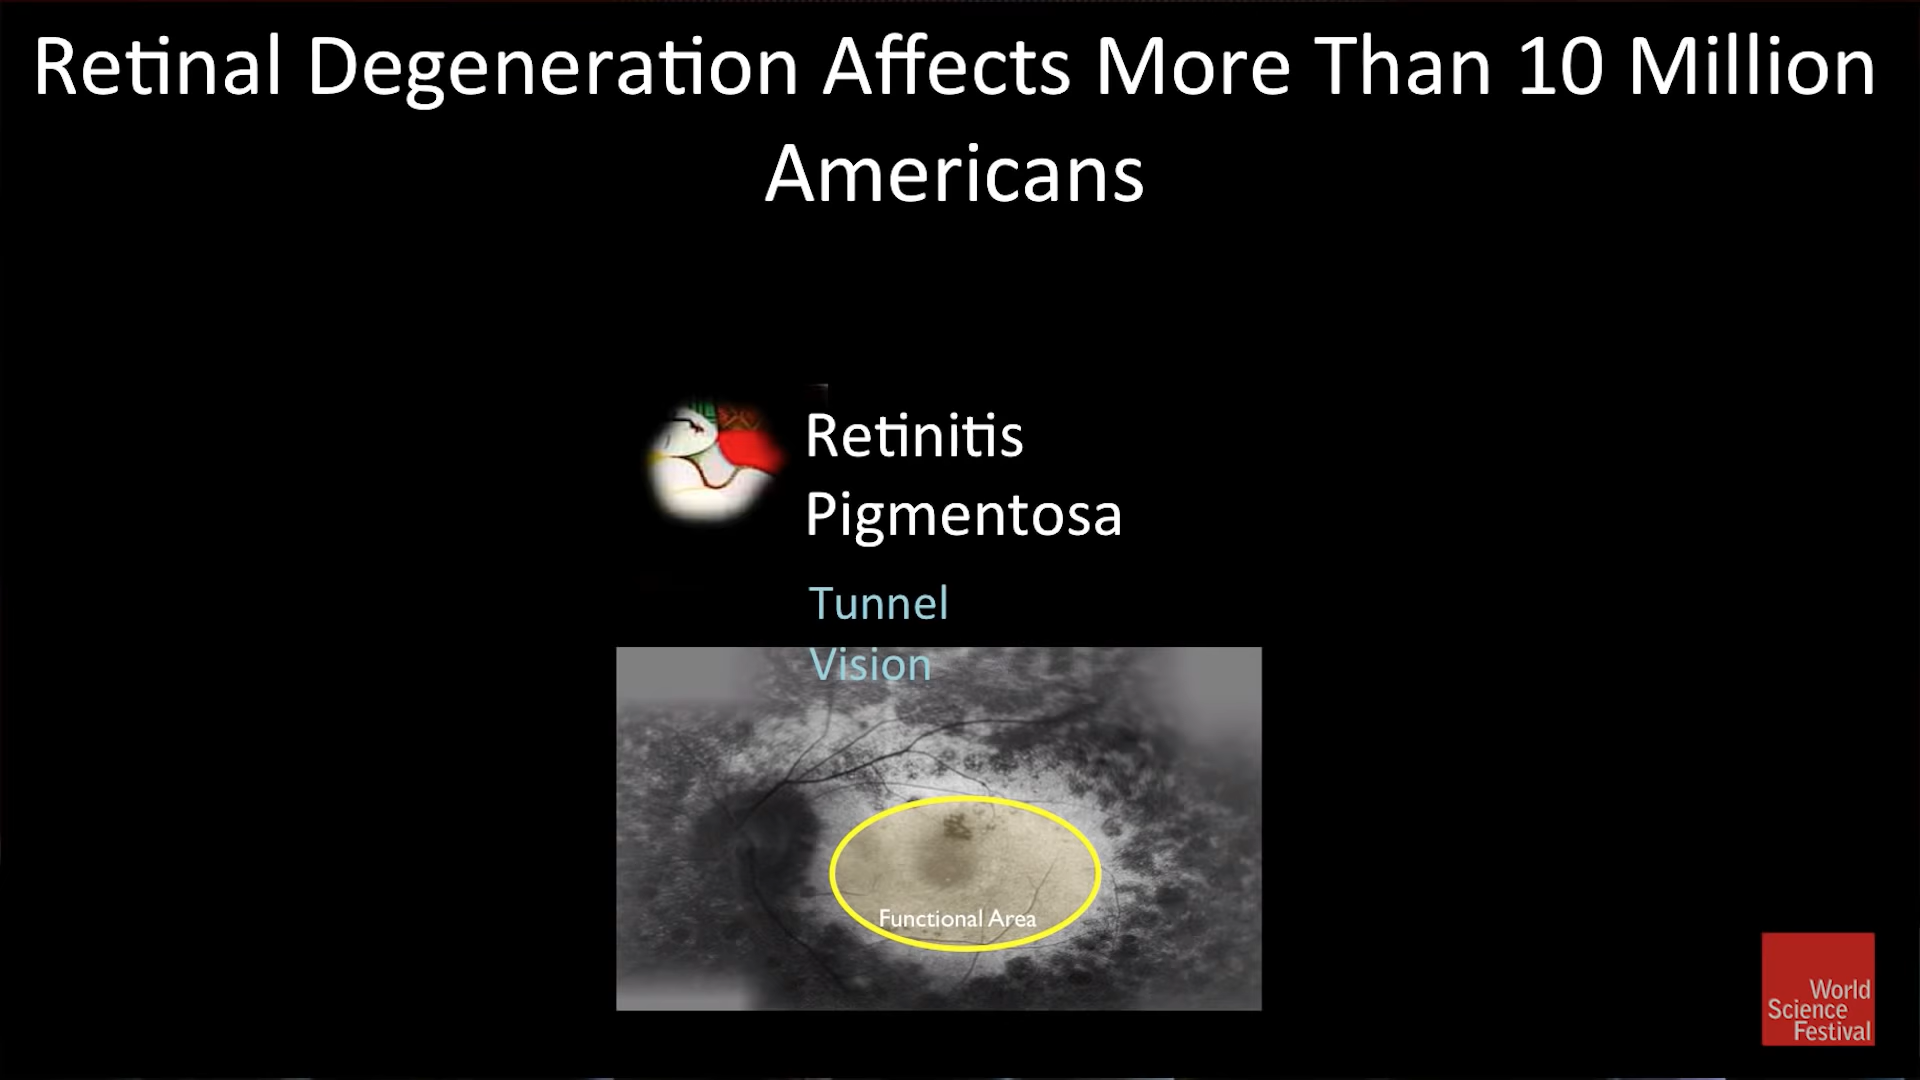 Retinal Degeneration Affects More Than 10 Million
Americans
Retinitis
Pigmentosa
Tunnel
Vision
Functional Area
World
Science
Festival